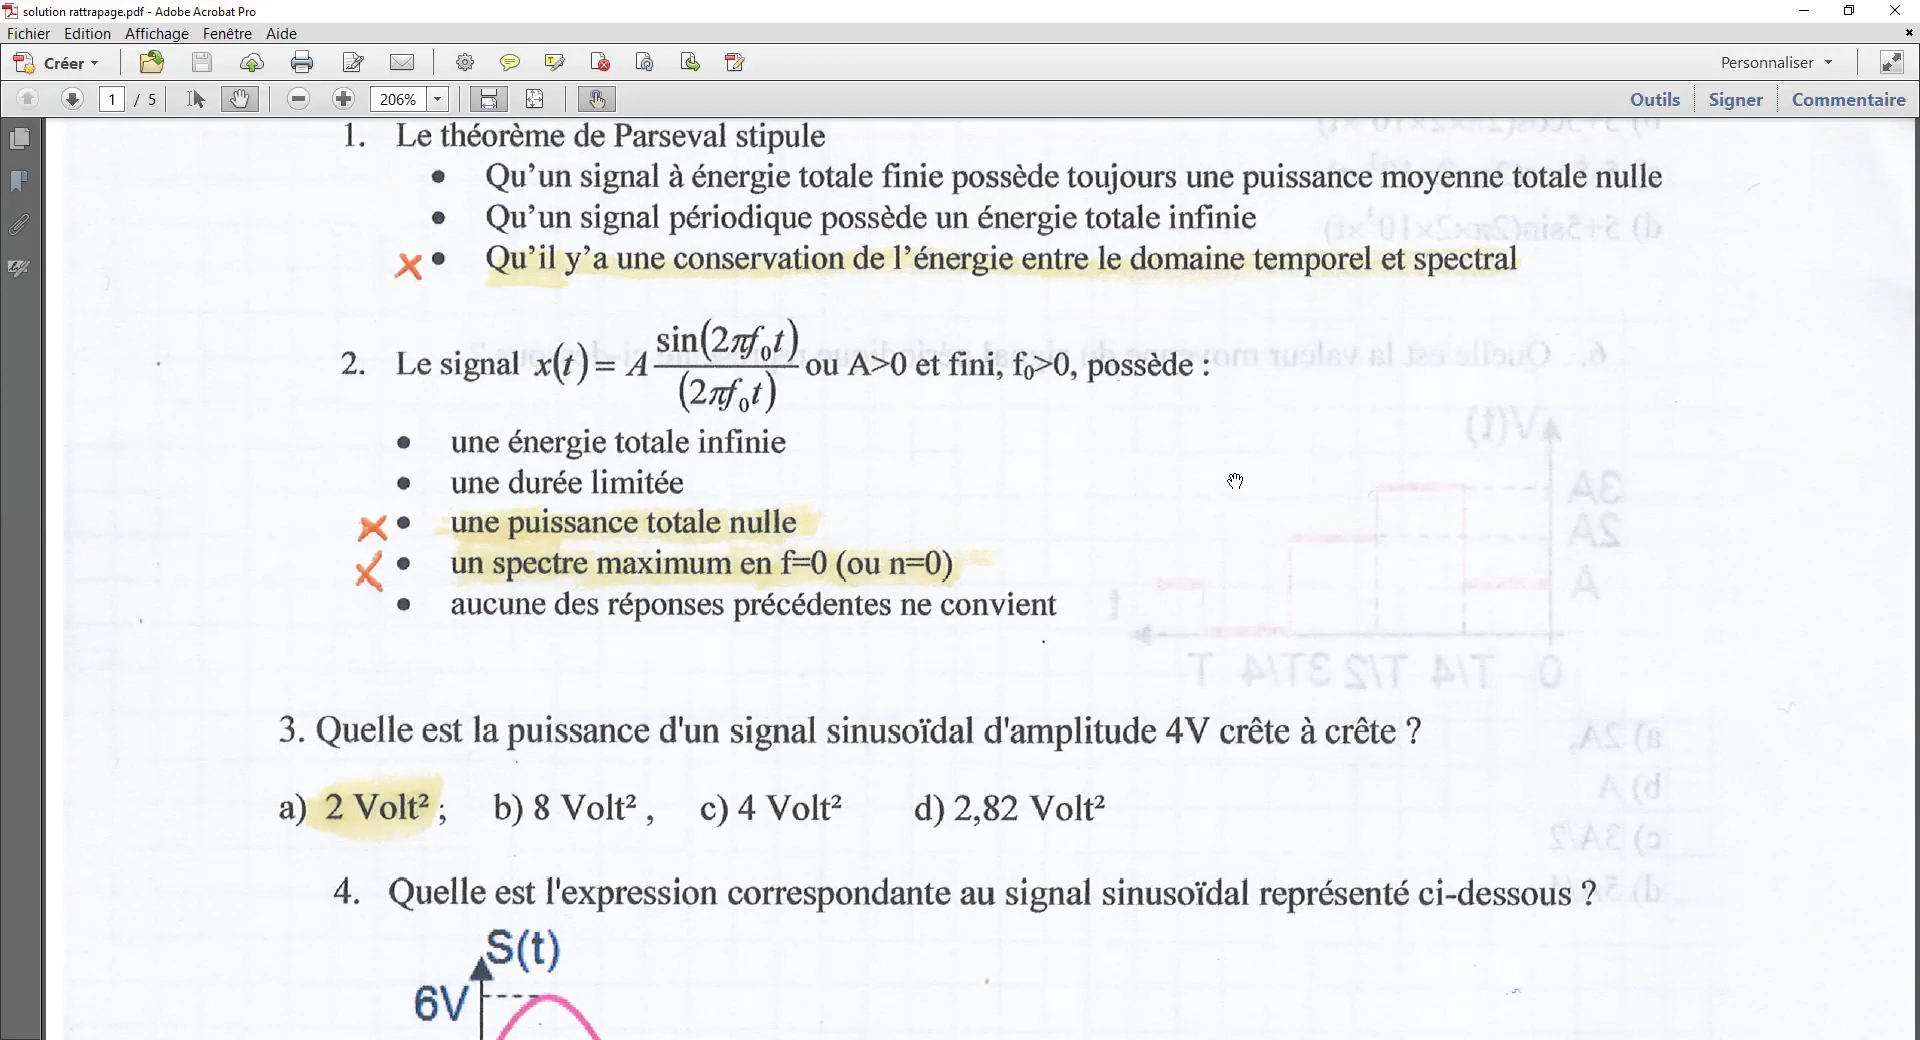 solution rattrapage.pdf - Adobe Acrobat Pro
Fichier Edition Affichage Fenêtre Aide
Créer Personnaliser
1 / 5 206% Outils Signer Commentaire
1. Le théorème de Parseval stipule
• Qu'un signal à énergie totale finie possède toujours une puissance moyenne totale nulle
• Qu'un signal périodique possède un énergie totale infinie
• Qu'il y'a une conservation de l'énergie entre le domaine temporel et spectral
2. Le signal x(t) = A sin(2πf₀t) / (2πf₀t) ou A>0 et fini, f₀>0, possède :
• une énergie totale infinie
• une durée limitée
• une puissance totale nulle
• un spectre maximum en f=0 (ou n=0)
• aucune des réponses précédentes ne convient
3. Quelle est la puissance d'un signal sinusoïdal d'amplitude 4V crête à crête ?
a) 2 Volt² ; b) 8 Volt² , c) 4 Volt² d) 2,82 Volt²
4. Quelle est l'expression correspondante au signal sinusoïdal représenté ci-dessous ?
S(t)
6V